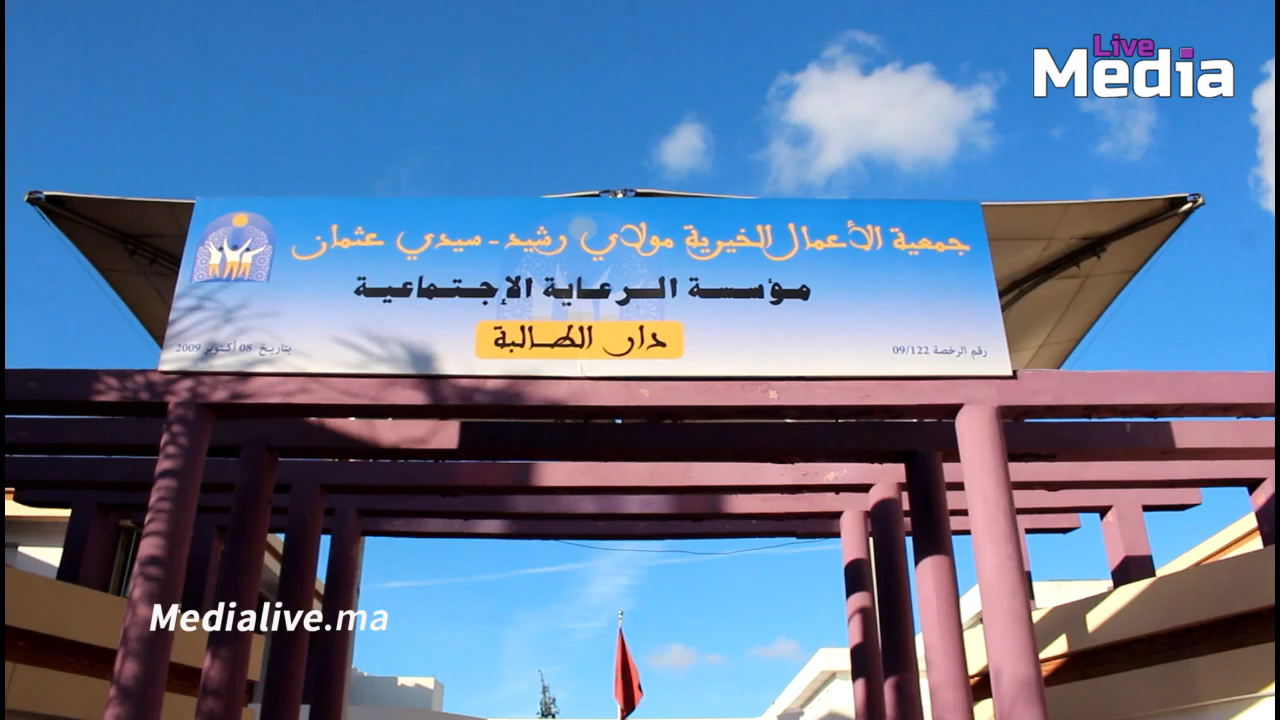 Live
Media
جمعية الأعمال الخيرية مولاي رشيد - سيدي عثمان
مؤسسة الرعاية الإجتماعية
دار الطالبة
رقم الرخصة 09/122
بتاريخ 08 أكتوبر 2009
Medialive.ma